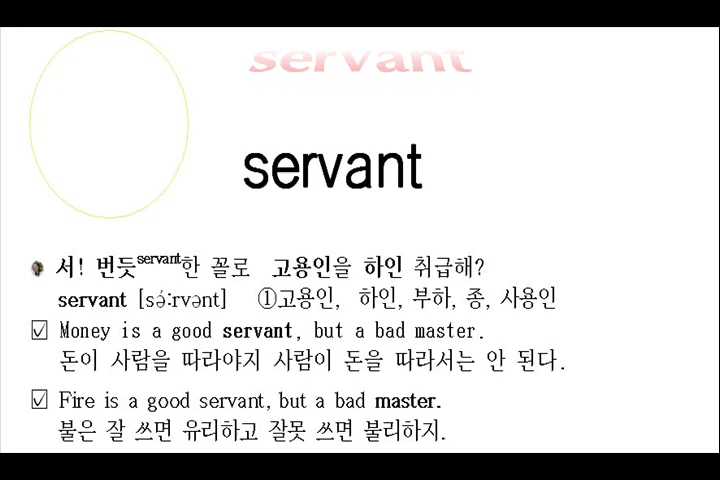 servant
servant
서! 번듯servant한 꼴로 고용인을 하인 취급해?
servant [sə́:rvənt] ①고용인, 하인, 부하, 종, 사용인
☑ Money is a good servant, but a bad master.
돈이 사람을 따라야지 사람이 돈을 따라서는 안 된다.
☑ Fire is a good servant, but a bad master.
불은 잘 쓰면 유리하고 잘못 쓰면 불리하지.